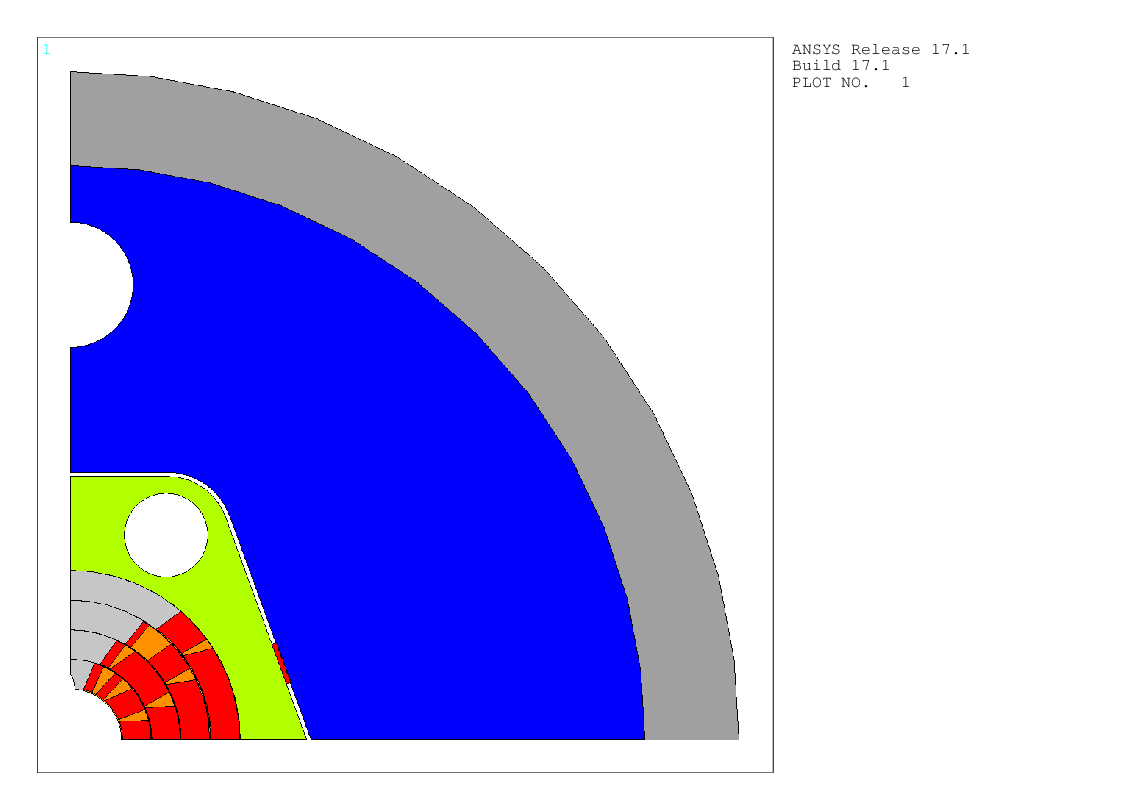 1
ANSYS Release 17.1
Build 17.1
PLOT NO.   1